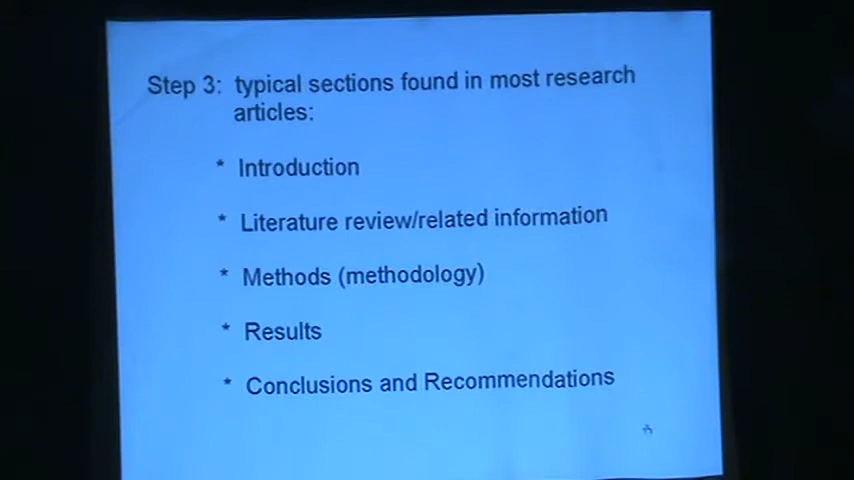 Step 3: typical sections found in most research
articles:
* Introduction
* Literature review/related information
* Methods (methodology)
* Results
* Conclusions and Recommendations